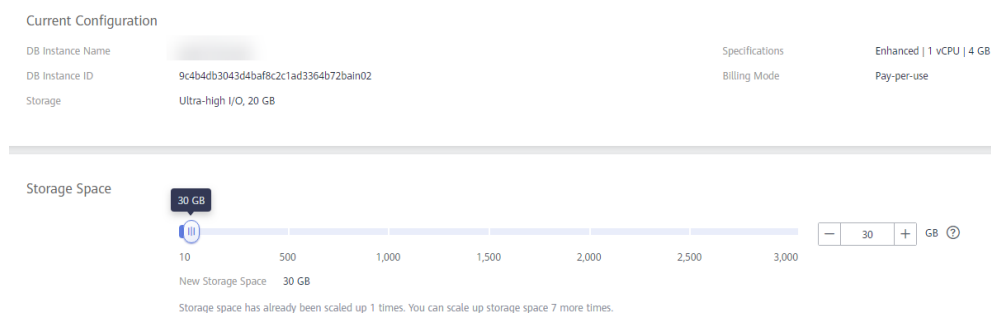 Current Configuration
DB Instance Name
Specifications Enhanced | 1 vCPU | 4 GB
DB Instance ID 9c4b4db3043d4baf8c2c1ad3364b72bain02
Billing Mode Pay-per-use
Storage Ultra-high I/O, 20 GB
Storage Space
30 GB
30 GB
10 500 1,000 1,500 2,000 2,500 3,000
New Storage Space 30 GB
Storage space has already been scaled up 1 times. You can scale up storage space 7 more times.